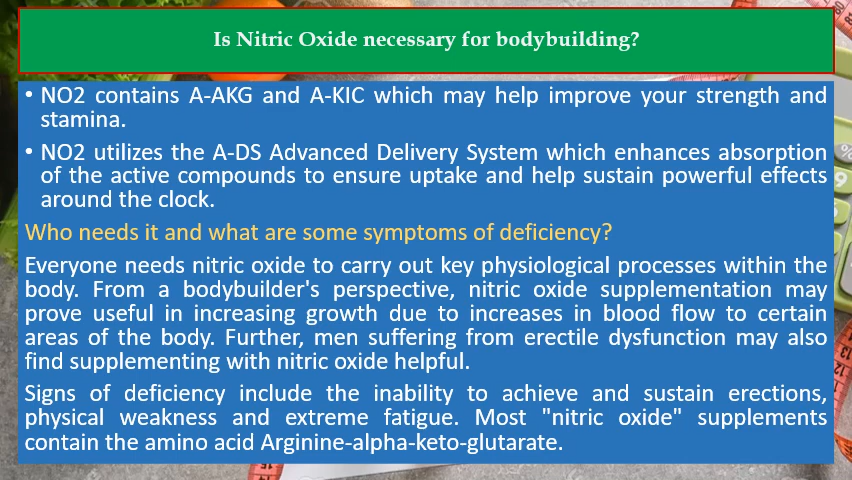 Is Nitric Oxide necessary for bodybuilding?
• NO2 contains A-AKG and A-KIC which may help improve your strength and
stamina.
• NO2 utilizes the A-DS Advanced Delivery System which enhances absorption
of the active compounds to ensure uptake and help sustain powerful effects
around the clock.
Who needs it and what are some symptoms of deficiency?
Everyone needs nitric oxide to carry out key physiological processes within the
body. From a bodybuilder's perspective, nitric oxide supplementation may
prove useful in increasing growth due to increases in blood flow to certain
areas of the body. Further, men suffering from erectile dysfunction may also
find supplementing with nitric oxide helpful.
Signs of deficiency include the inability to achieve and sustain erections,
physical weakness and extreme fatigue. Most "nitric oxide" supplements
contain the amino acid Arginine-alpha-keto-glutarate.